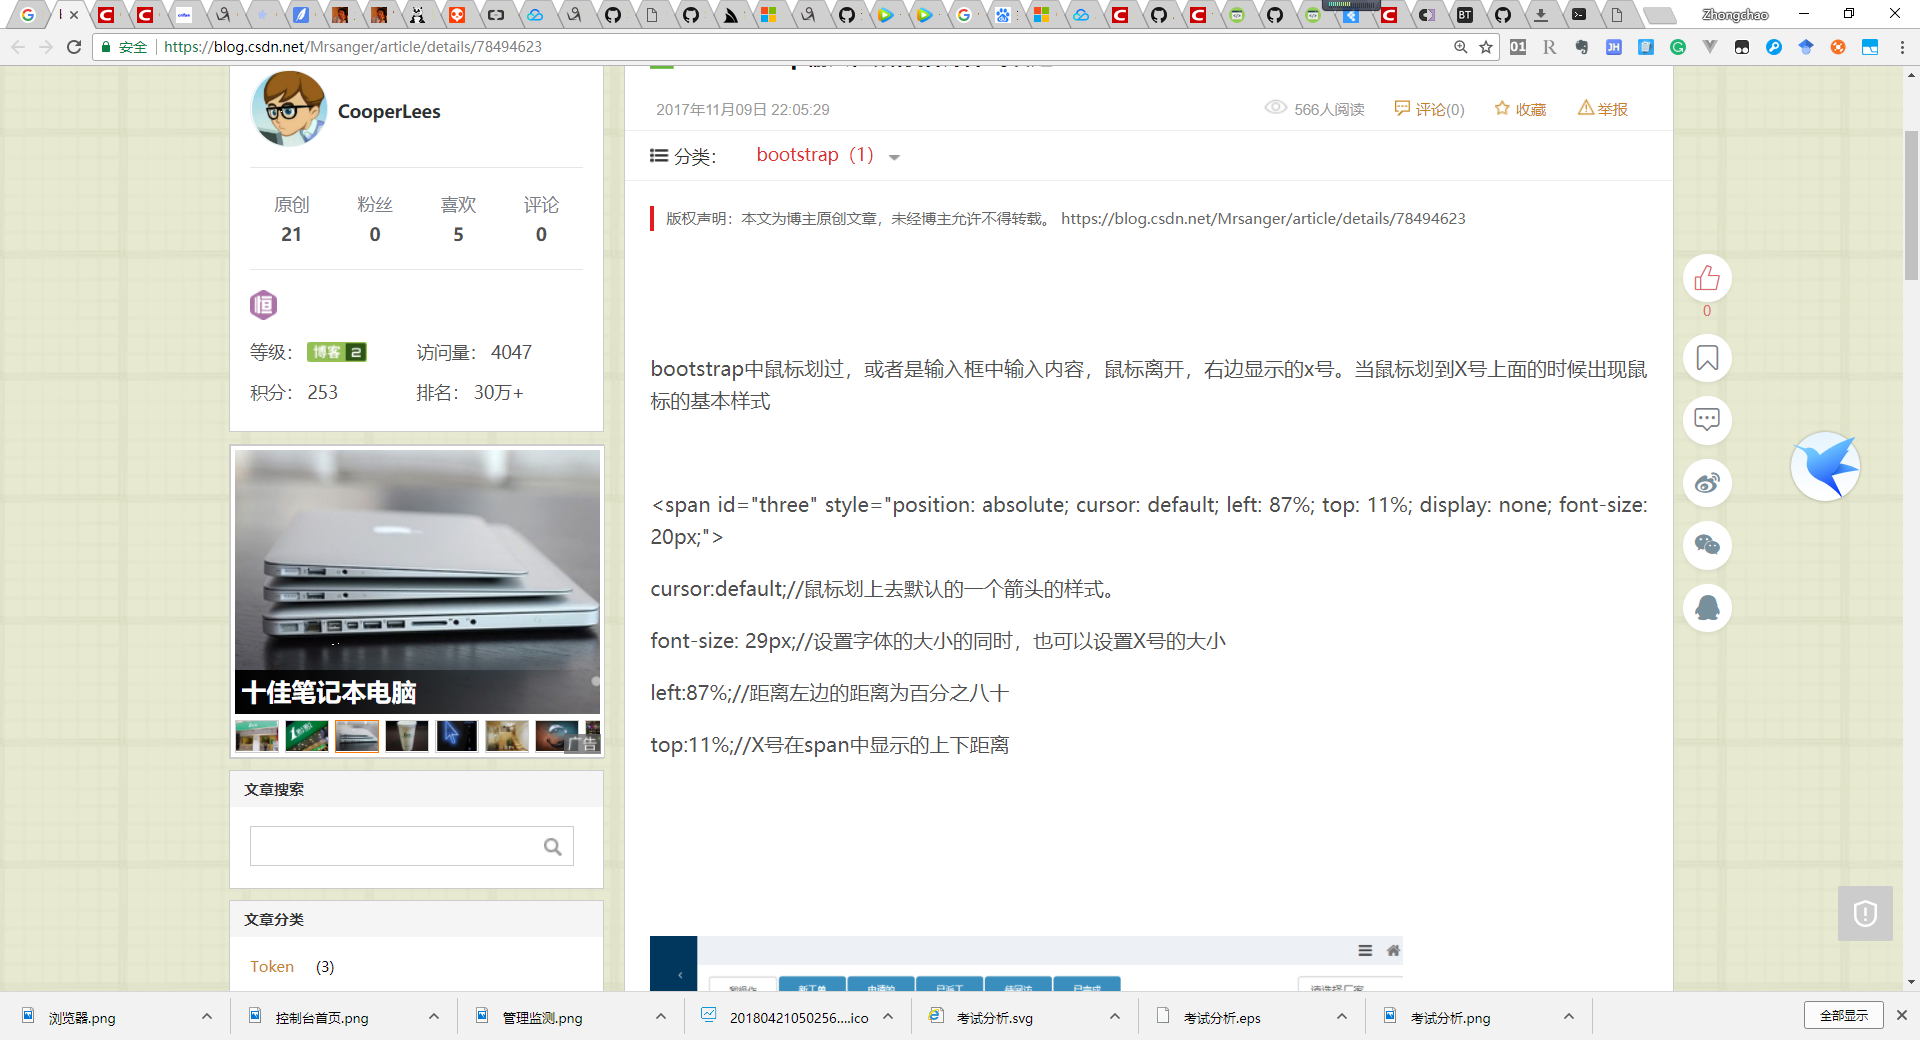 Zhongchao
安全
https://blog.csdn.net/Mrsanger/article/details/78494623
CooperLees
原创 粉丝 喜欢 评论
21 0 5 0
恒
等级： 博客 2 访问量： 4047
积分： 253 排名： 30万+
十佳笔记本电脑
广告
文章搜索
文章分类
Token (3)
2017年11月09日 22:05:29 566人阅读 评论(0) 收藏 举报
分类： bootstrap（1）
版权声明：本文为博主原创文章，未经博主允许不得转载。 https://blog.csdn.net/Mrsanger/article/details/78494623
bootstrap中鼠标划过，或者是输入框中输入内容，鼠标离开，右边显示的x号。当鼠标划到X号上面的时候出现鼠
标的基本样式
<span id="three" style="position: absolute; cursor: default; left: 87%; top: 11%; display: none; font-size:
20px;">
cursor:default;//鼠标划上去默认的一个箭头的样式。
font-size: 29px;//设置字体的大小的同时，也可以设置X号的大小
left:87%;//距离左边的距离为百分之八十
top:11%;//X号在span中显示的上下距离
0
浏览器.png
控制台首页.png
管理监测.png
20180421050256....ico
考试分析.svg
考试分析.eps
考试分析.png
全部显示